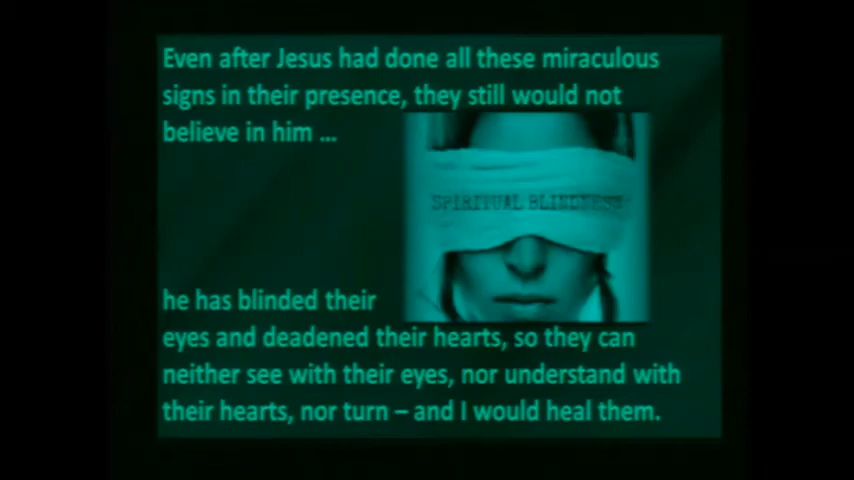 Even after Jesus had done all these miraculous
signs in their presence, they still would not
believe in him ...
SPIRITUAL BLINDNESS
he has blinded their
eyes and deadened their hearts, so they can
neither see with their eyes, nor understand with
their hearts, nor turn – and I would heal them.